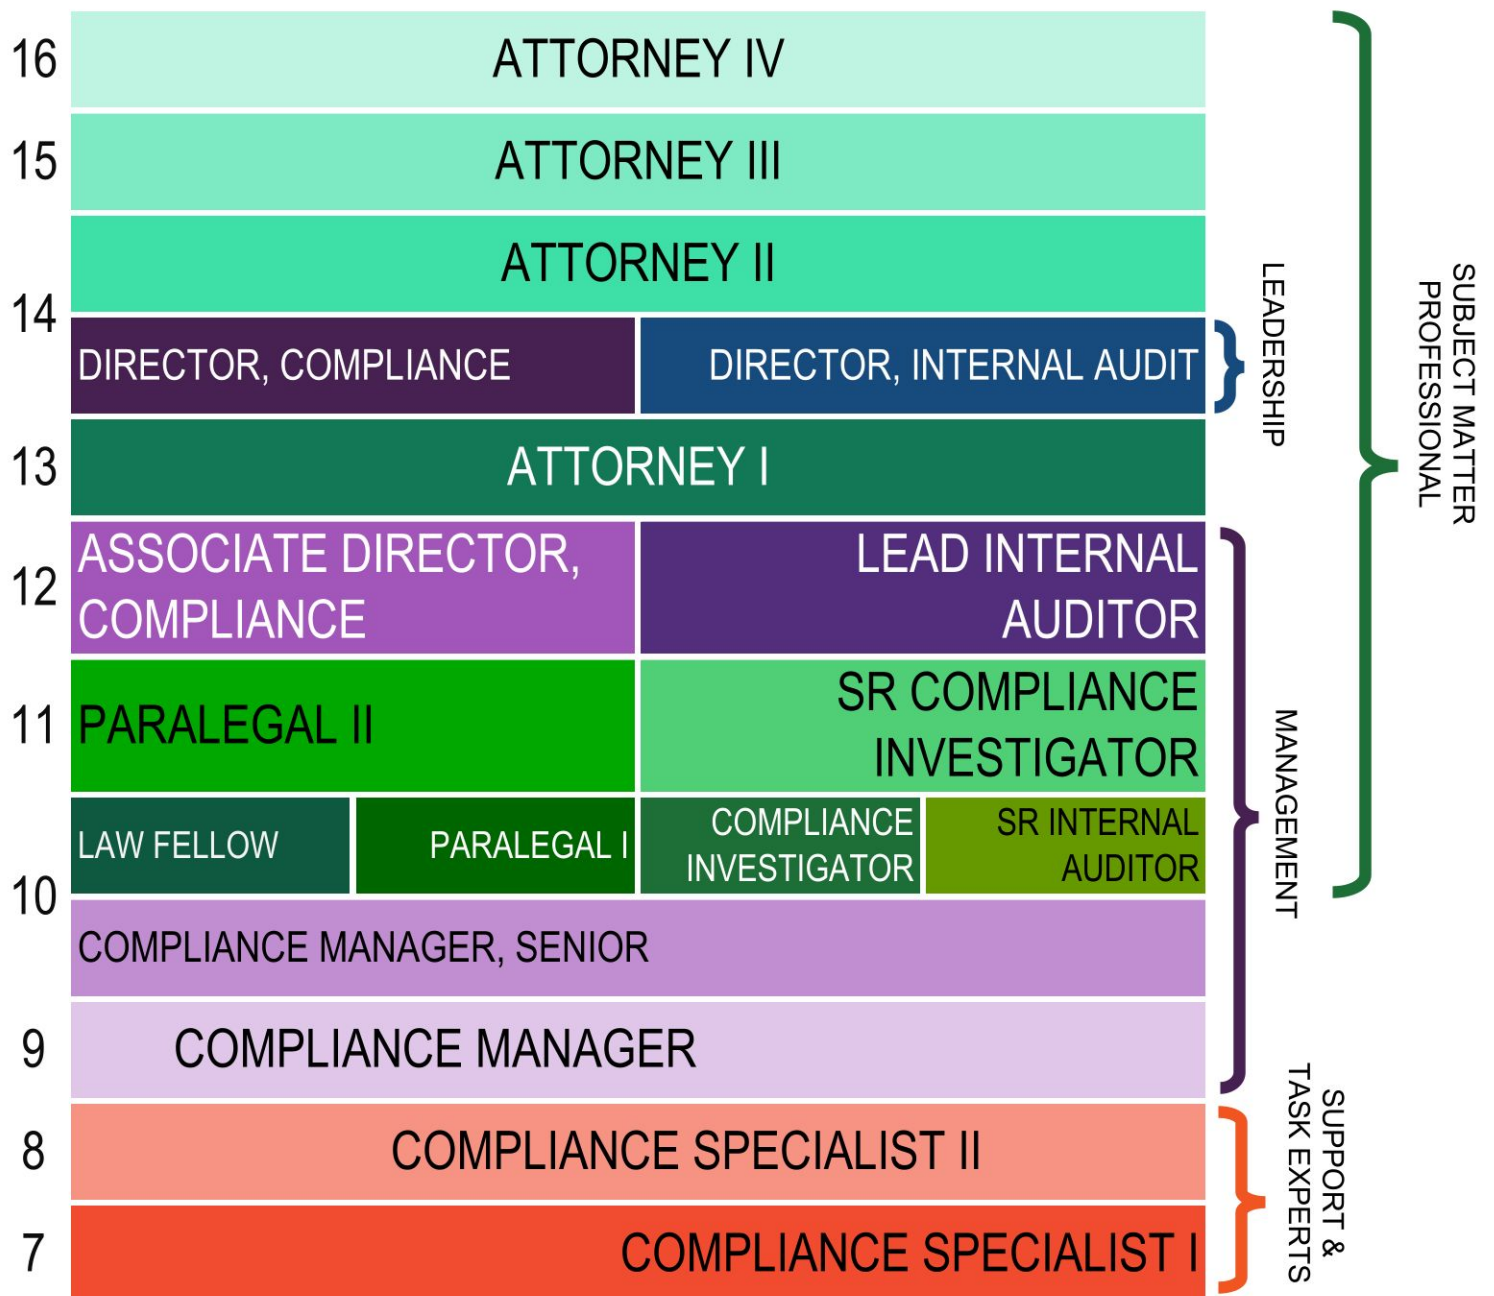 16
ATTORNEY IV
15
ATTORNEY III
ATTORNEY II
14
DIRECTOR, COMPLIANCE
DIRECTOR, INTERNAL AUDIT
13
ATTORNEY I
12
ASSOCIATE DIRECTOR,
COMPLIANCE
LEAD INTERNAL
AUDITOR
11
PARALEGAL II
SR COMPLIANCE
INVESTIGATOR
LAW FELLOW
PARALEGAL I
COMPLIANCE
INVESTIGATOR
SR INTERNAL
AUDITOR
10
COMPLIANCE MANAGER, SENIOR
9
COMPLIANCE MANAGER
8
COMPLIANCE SPECIALIST II
7
COMPLIANCE SPECIALIST I
LEADERSHIP
MANAGEMENT
SUPPORT &
TASK EXPERTS
SUBJECT MATTER
PROFESSIONAL